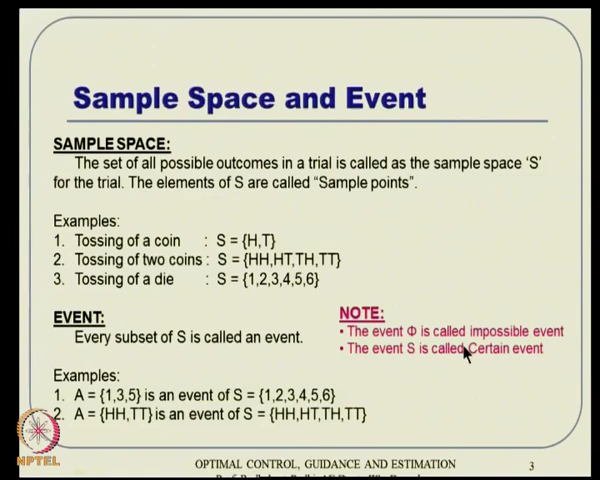 Sample Space and Event
SAMPLE SPACE:
The set of all possible outcomes in a trial is called as the sample space ‘S’
for the trial. The elements of S are called “Sample points”.
Examples:
1. Tossing of a coin : S = {H,T}
2. Tossing of two coins : S = {HH,HT,TH,TT}
3. Tossing of a die : S = {1,2,3,4,5,6}
EVENT:
Every subset of S is called an event.
NOTE:
• The event Φ is called impossible event
• The event S is called Certain event
Examples:
1. A = {1,3,5} is an event of S = {1,2,3,4,5,6}
2. A = {HH,TT} is an event of S = {HH,HT,TH,TT}
NPTEL
OPTIMAL CONTROL, GUIDANCE AND ESTIMATION
3